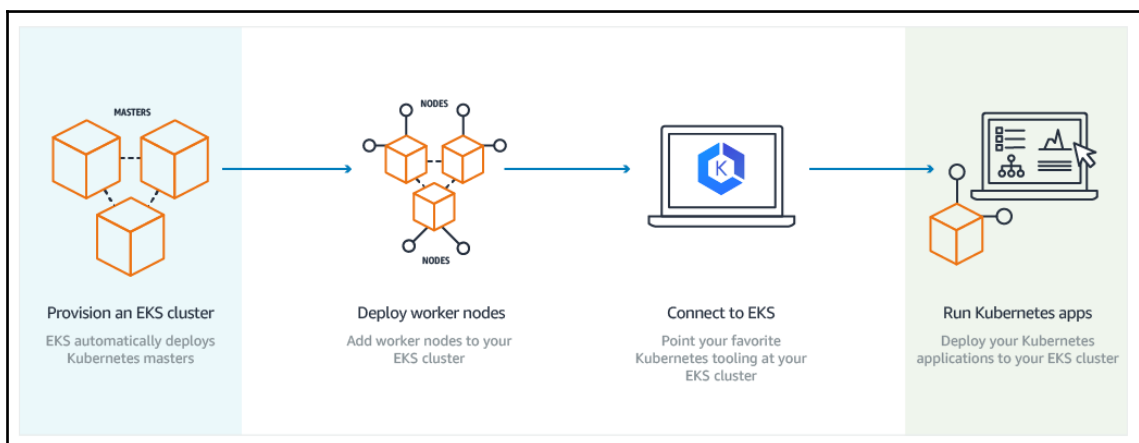 MASTERS
Provision an EKS cluster
EKS automatically deploys
Kubernetes masters
NODES
NODES
Deploy worker nodes
Add worker nodes to your
EKS cluster
K
Connect to EKS
Point your favorite
Kubernetes tooling at your
EKS cluster
Run Kubernetes apps
Deploy your Kubernetes
applications to your EKS cluster